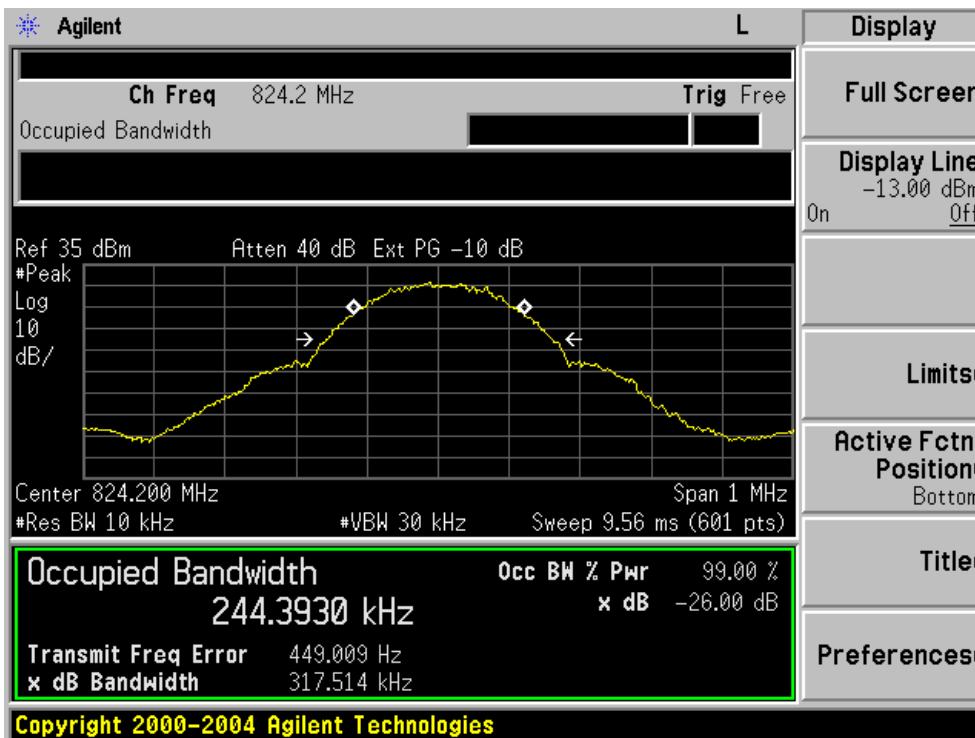 Agilent L Display
Ch Freq 824.2 MHz Trig Free
Occupied Bandwidth
Full Screen
Display Line
-13.00 dBm
On Off
Ref 35 dBm Atten 40 dB Ext PG -10 dB
#Peak
Log
10
dB/
Limits
Active Fctn
Position
Bottom
Center 824.200 MHz Span 1 MHz
#Res BW 10 kHz #VBW 30 kHz Sweep 9.56 ms (601 pts)
Occupied Bandwidth Occ BW % Pwr 99.00 %
244.3930 kHz x dB -26.00 dB
Title
Transmit Freq Error 449.009 Hz
x dB Bandwidth 317.514 kHz
Preferences
Copyright 2000-2004 Agilent Technologies